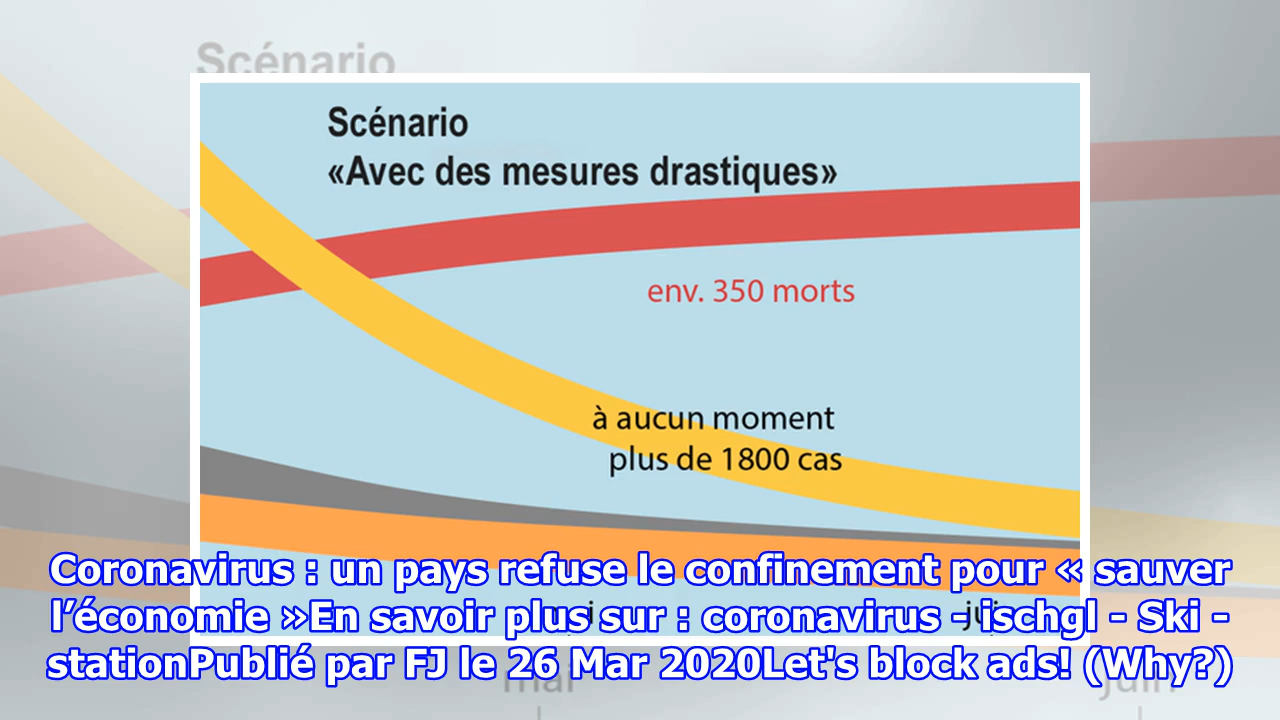 Scénario
Scénario
«Avec des mesures drastiques»
env. 350 morts
à aucun moment
plus de 1800 cas
Coronavirus : un pays refuse le confinement pour « sauver
l’économie »En savoir plus sur : coronavirus - ischgl - Ski -
stationPublié par FJ le 26 Mar 2020Let's block ads! (Why?)
mai
juin